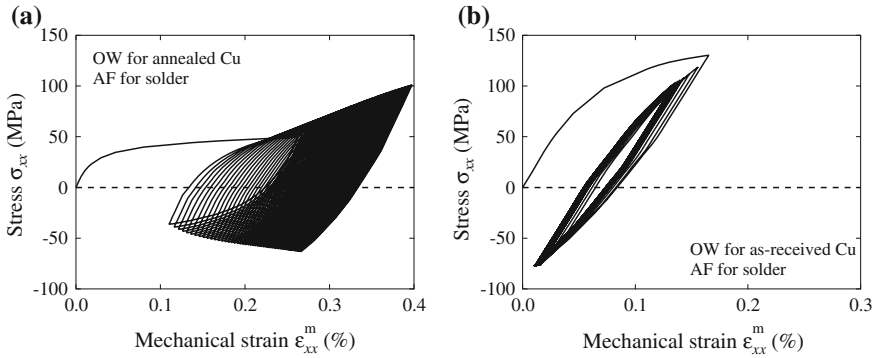 (a)
OW for annealed Cu
AF for solder
150
100
50
0
-50
-100
0.0
0.1
0.2
0.3
0.4
Stress σxx (MPa)
Mechanical strain ε^m_xx (%)
(b)
OW for as-received Cu
AF for solder
150
100
50
0
-50
-100
0.0
0.1
0.2
0.3
Stress σxx (MPa)
Mechanical strain ε^m_xx (%)